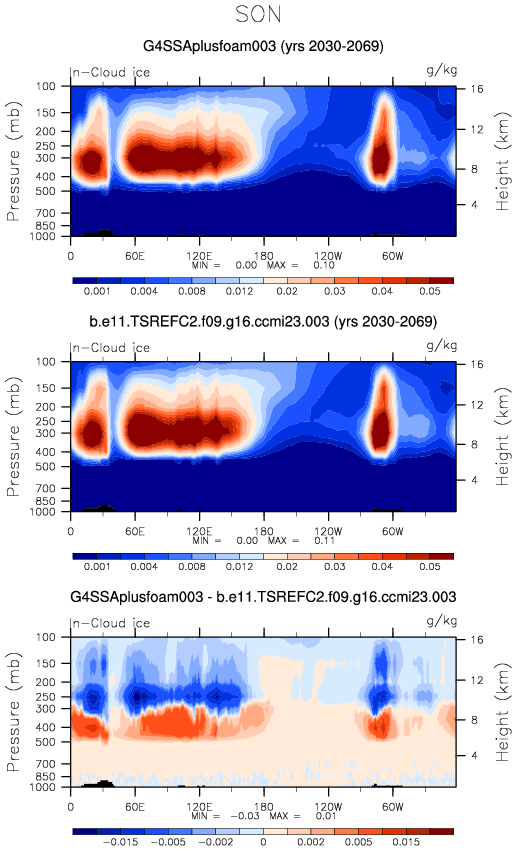 SON
G4SSAplusfoam003 (yrs 2030-2069)
In-Cloud ice g/kg
Pressure (mb)
100
150
200
250
300
400
500
700
850
1000
16
12
8
4
Height (km)
0 60E 120E 180 120W 60W
MIN = 0.00 MAX = 0.10
0.001 0.004 0.008 0.012 0.02 0.03 0.04 0.05
b.e11.TSREFC2.f09.g16.ccmi23.003 (yrs 2030-2069)
In-Cloud ice g/kg
Pressure (mb)
100
150
200
250
300
400
500
700
850
1000
16
12
8
4
Height (km)
0 60E 120E 180 120W 60W
MIN = 0.00 MAX = 0.11
0.001 0.004 0.008 0.012 0.02 0.03 0.04 0.05
G4SSAplusfoam003 - b.e11.TSREFC2.f09.g16.ccmi23.003
In-Cloud ice g/kg
Pressure (mb)
100
150
200
250
300
400
500
700
850
1000
16
12
8
4
Height (km)
0 60E 120E 180 120W 60W
MIN = -0.03 MAX = 0.01
-0.015 -0.005 -0.002 0 0.002 0.005 0.015